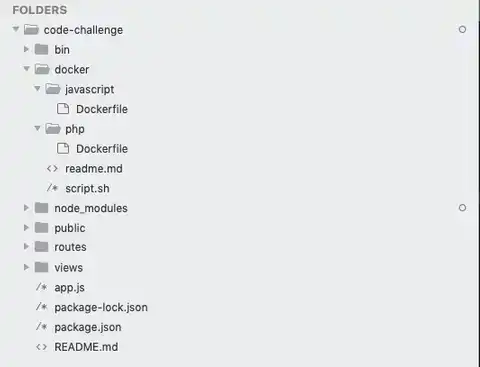 FOLDERS
code-challenge
bin
docker
javascript
Dockerfile
php
Dockerfile
<> readme.md
/* script.sh
node_modules
public
routes
views
/* app.js
/* package-lock.json
/* package.json
<> README.md